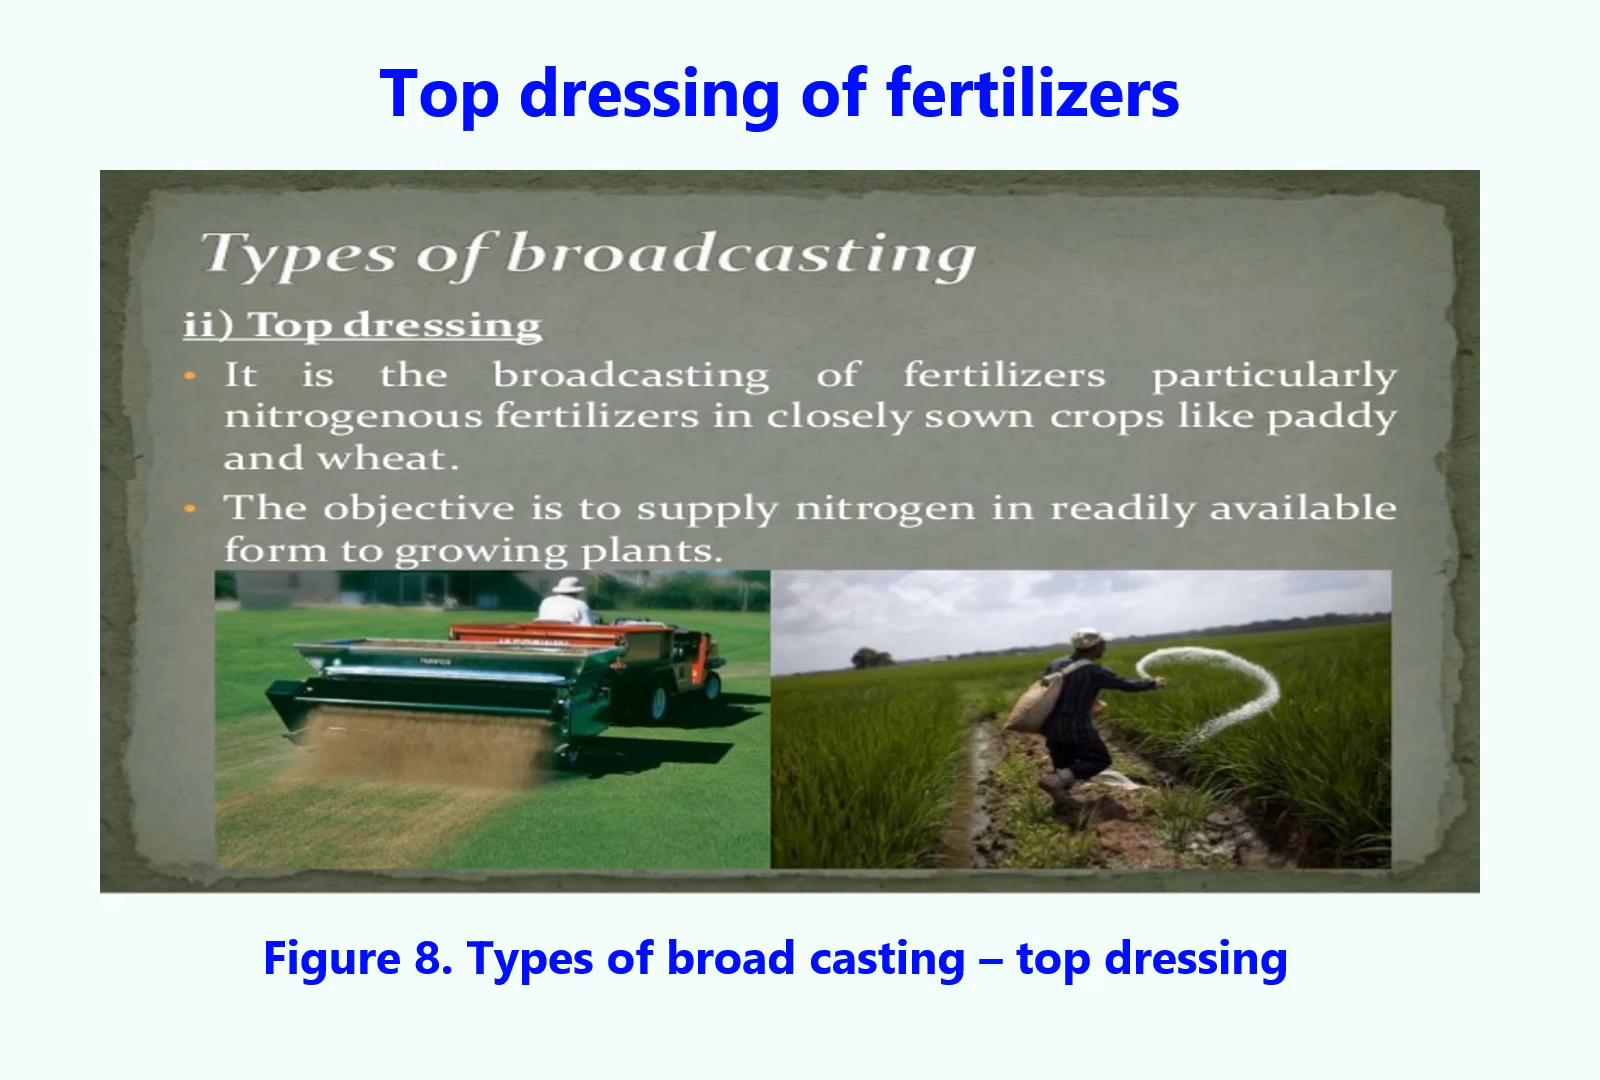 Top dressing of fertilizers
Types of broadcasting
ii) Top dressing
• It is the broadcasting of fertilizers particularly
nitrogenous fertilizers in closely sown crops like paddy
and wheat.
• The objective is to supply nitrogen in readily available
form to growing plants.
Figure 8. Types of broad casting – top dressing